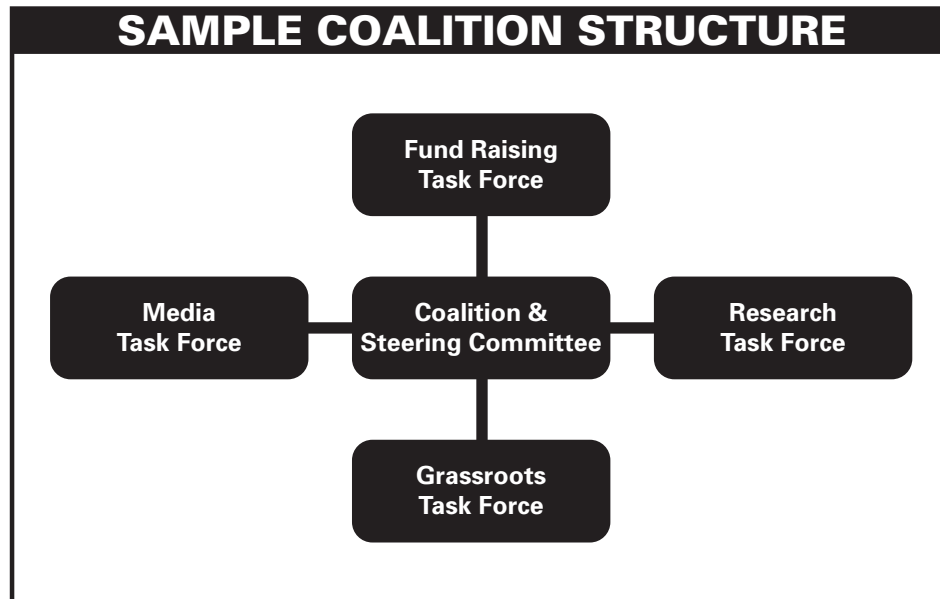 SAMPLE COALITION STRUCTURE
Fund Raising
Task Force
Media
Task Force
Coalition &
Steering Committee
Research
Task Force
Grassroots
Task Force